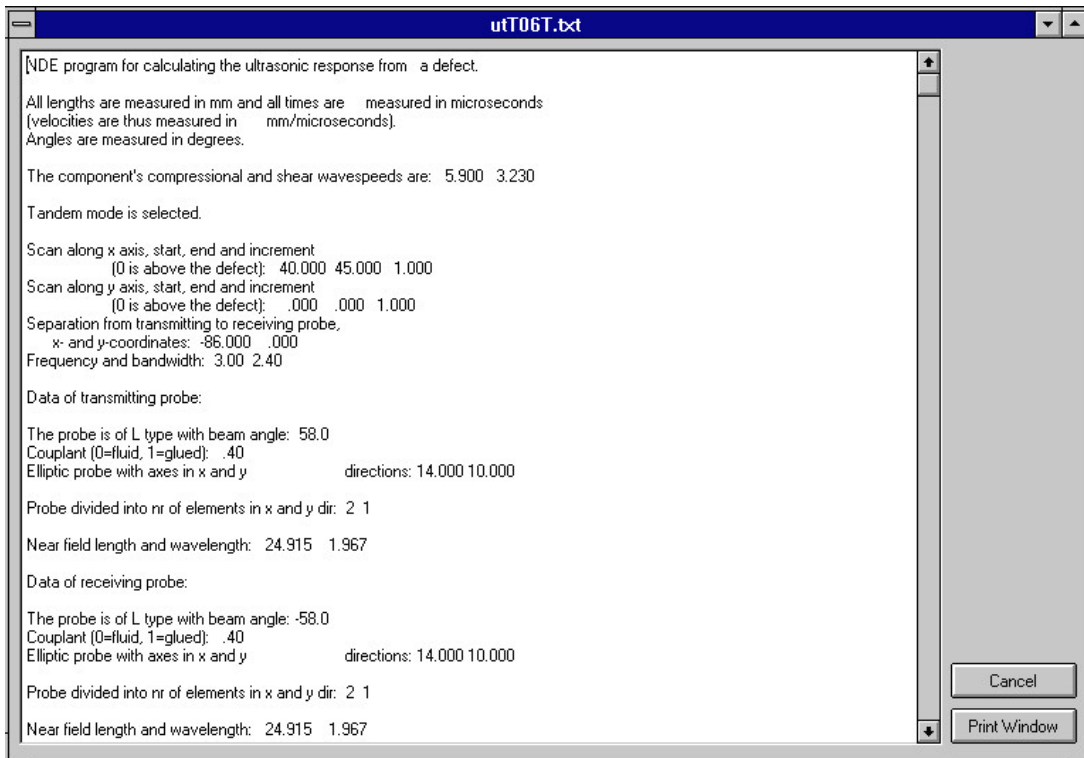 utT06T.txt
NDE program for calculating the ultrasonic response from   a defect.
All lengths are measured in mm and all times are     measured in microseconds
(velocities are thus measured in       mm/microseconds).
Angles are measured in degrees.
The component's compressional and shear wavespeeds are:   5.900   3.230
Tandem mode is selected.
Scan along x axis, start, end and increment
(0 is above the defect):   40.000  45.000   1.000
Scan along y axis, start, end and increment
(0 is above the defect):     .000    .000   1.000
Separation from transmitting to receiving probe,
x- and y-coordinates:  -86.000    .000
Frequency and bandwidth:  3.00  2.40
Data of transmitting probe:
The probe is of L type with beam angle:  58.0
Couplant (0=fluid, 1=glued):   .40
Elliptic probe with axes in x and y                    directions: 14.000 10.000
Probe divided into nr of elements in x and y dir:  2  1
Near field length and wavelength:   24.915    1.967
Data of receiving probe:
The probe is of L type with beam angle: -58.0
Couplant (0=fluid, 1=glued):   .40
Elliptic probe with axes in x and y                    directions: 14.000 10.000
Probe divided into nr of elements in x and y dir:  2  1
Near field length and wavelength:   24.915    1.967
Cancel
Print Window